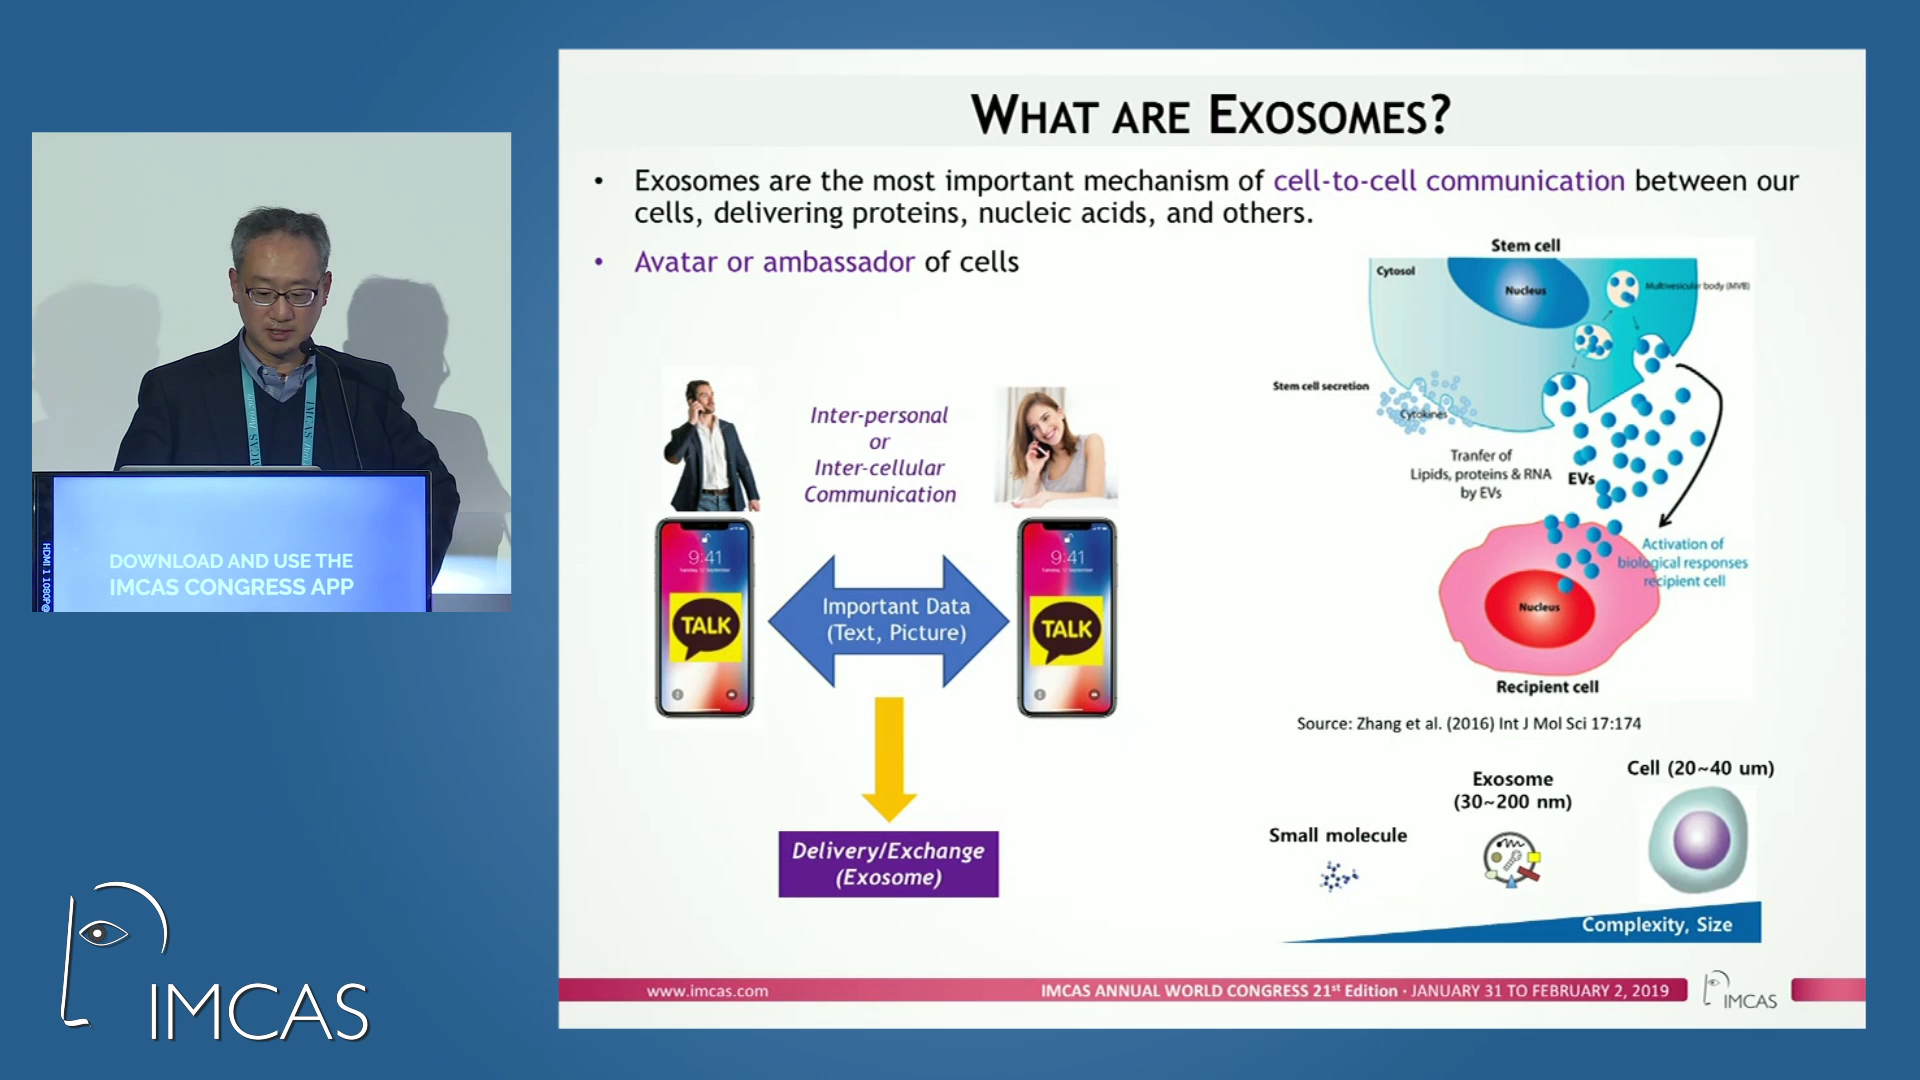 WHAT ARE EXOSOMES?
• Exosomes are the most important mechanism of cell-to-cell communication between our
cells, delivering proteins, nucleic acids, and others.
• Avatar or ambassador of cells
Stem cell
Cytosol
Nucleus
Multivesicular body (MVB)
Stem cell secretion
Cytokines
Tranfer of
Lipids, proteins & RNA
by EVs
EVs
Activation of
biological responses
recipient cell
Nucleus
Recipient cell
Source: Zhang et al. (2016) Int J Mol Sci 17:174
Inter-personal
or
Inter-cellular
Communication
9:41
TALK
Important Data
(Text, Picture)
9:41
TALK
Delivery/Exchange
(Exosome)
Small molecule
Exosome
(30~200 nm)
Cell (20~40 um)
Complexity, Size
www.imcas.com
IMCAS ANNUAL WORLD CONGRESS 21st Edition · JANUARY 31 TO FEBRUARY 2, 2019
IMCAS
IMCAS
HDMI 1 1080P@
DOWNLOAD AND USE THE
IMCAS CONGRESS APP
IMCAS